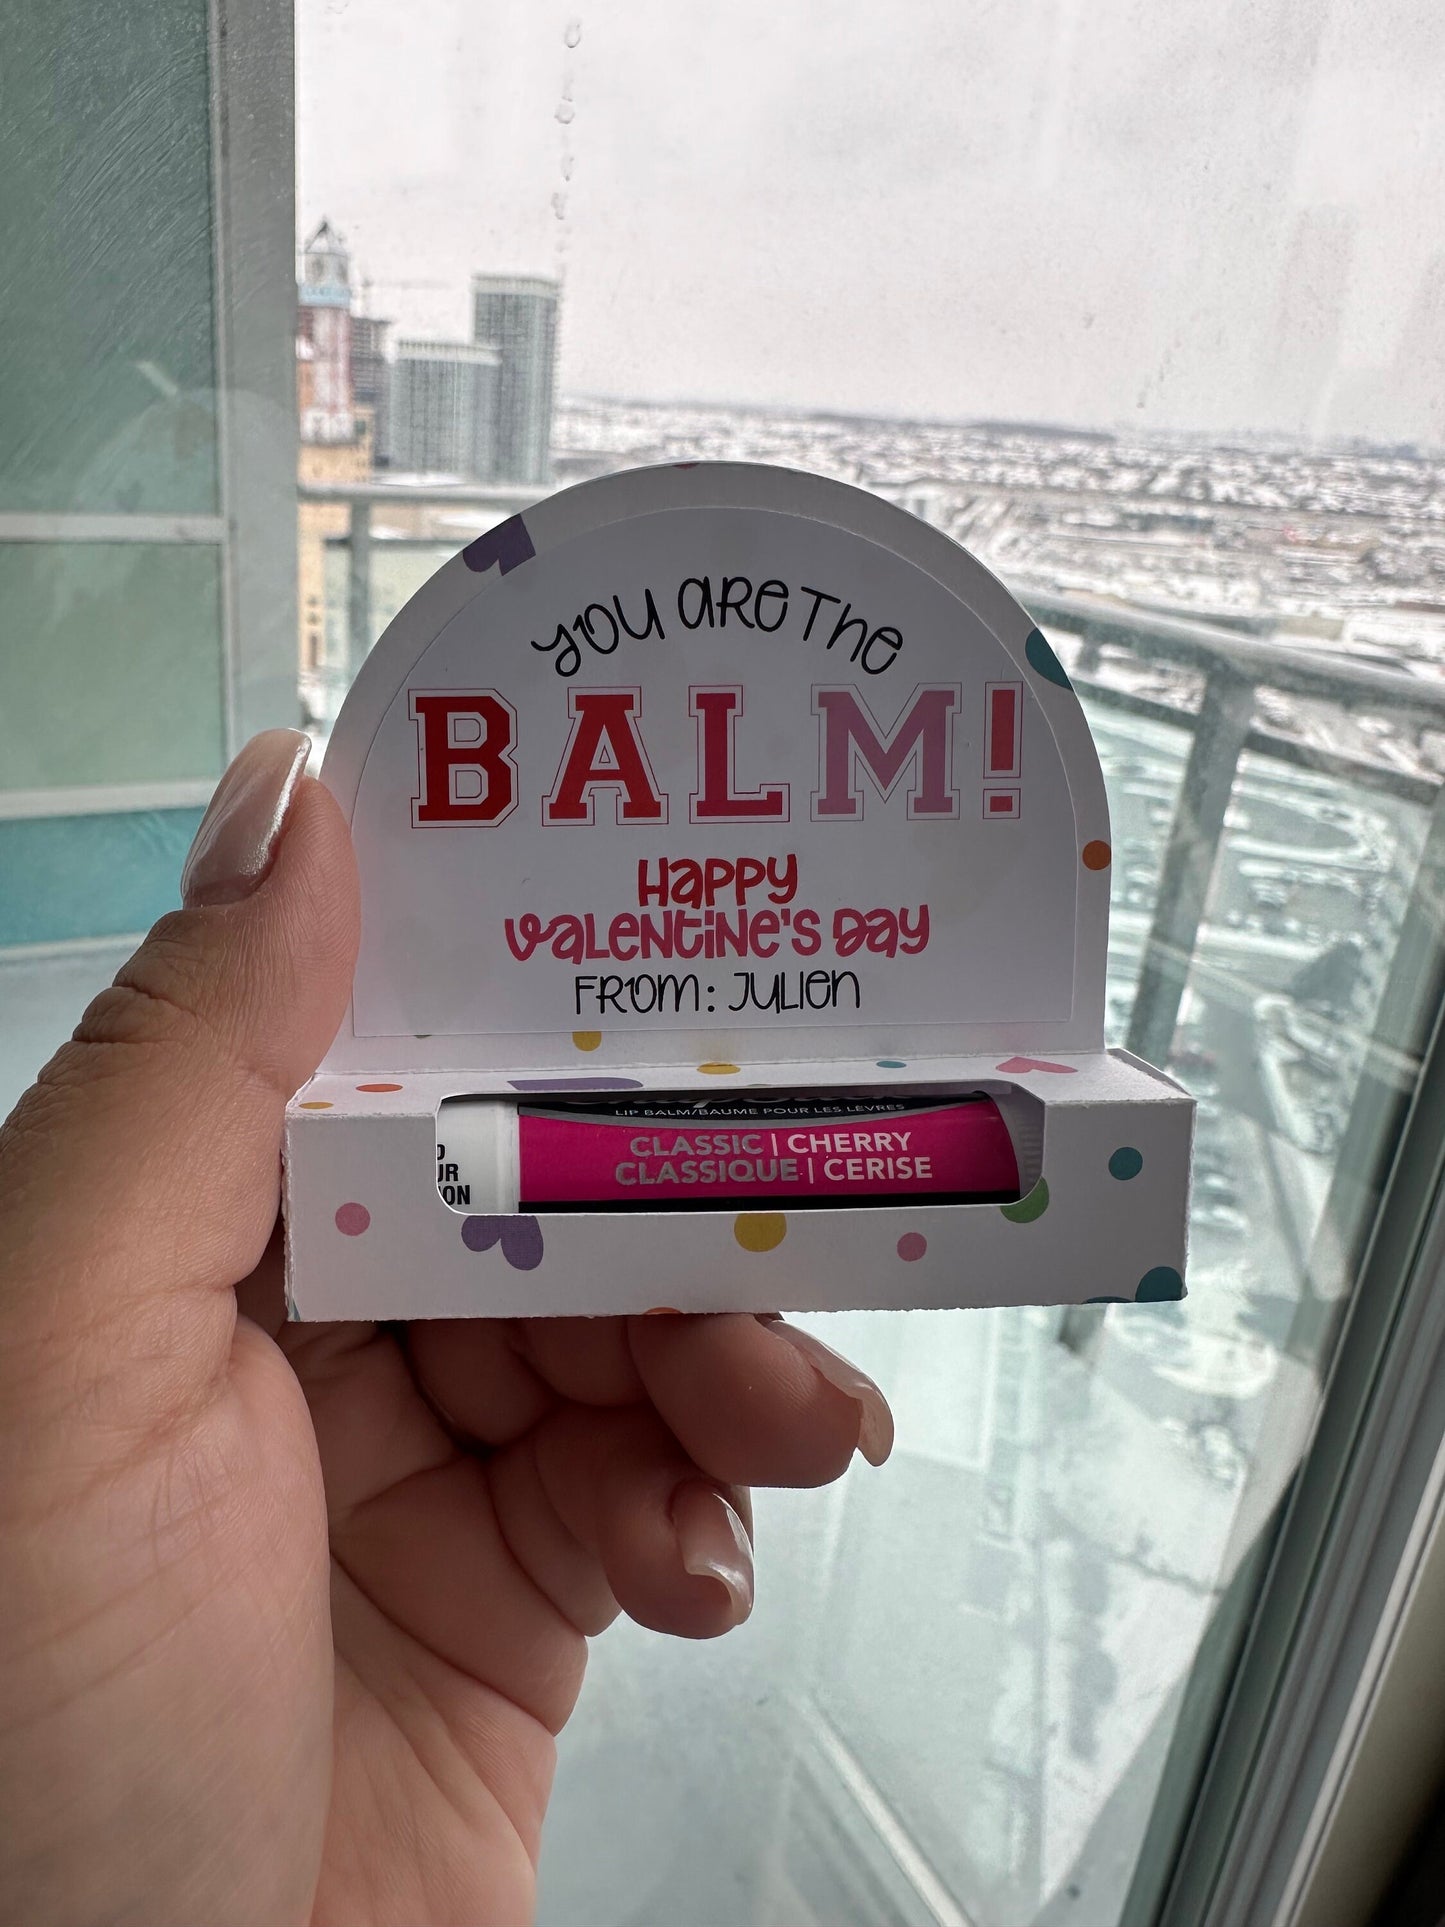 YOU ARE THE
BALM!
HAPPY
VALENTINE'S DAY
FROM: JULIEN
LIP BALM/BAUME POUR LES LÈVRES
CLASSIC | CHERRY
CLASSIQUE | CERISE